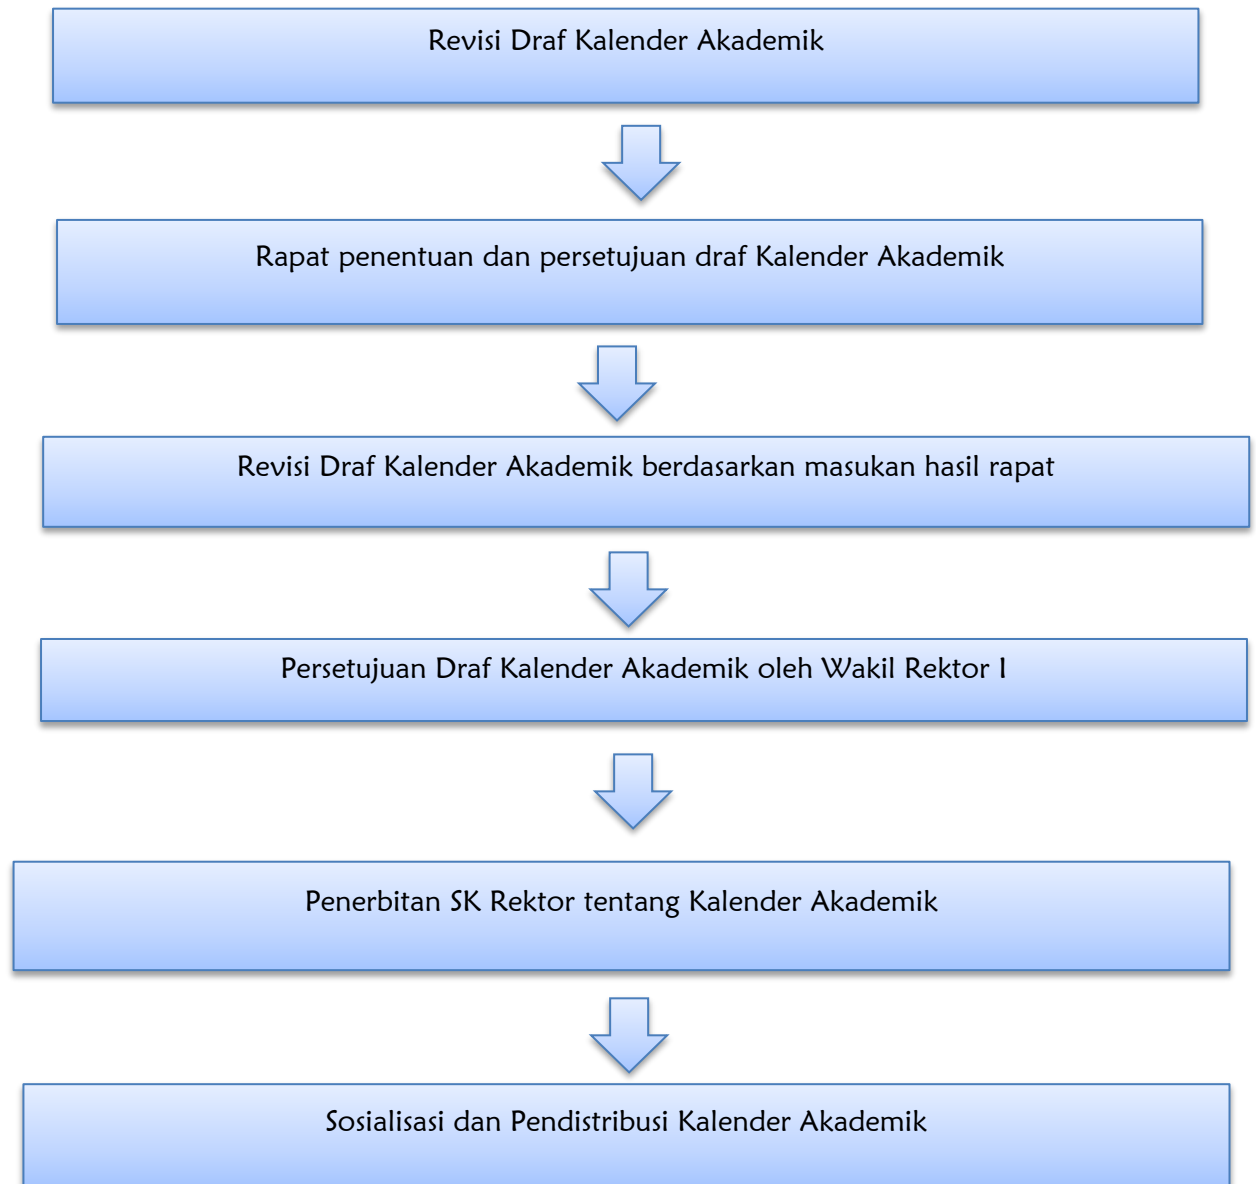 Revisi Draf Kalender Akademik
Rapat penentuan dan persetujuan draf Kalender Akademik
Revisi Draf Kalender Akademik berdasarkan masukan hasil rapat
Persetujuan Draf Kalender Akademik oleh Wakil Rektor I
Penerbitan SK Rektor tentang Kalender Akademik
Sosialisasi dan Pendistribusi Kalender Akademik